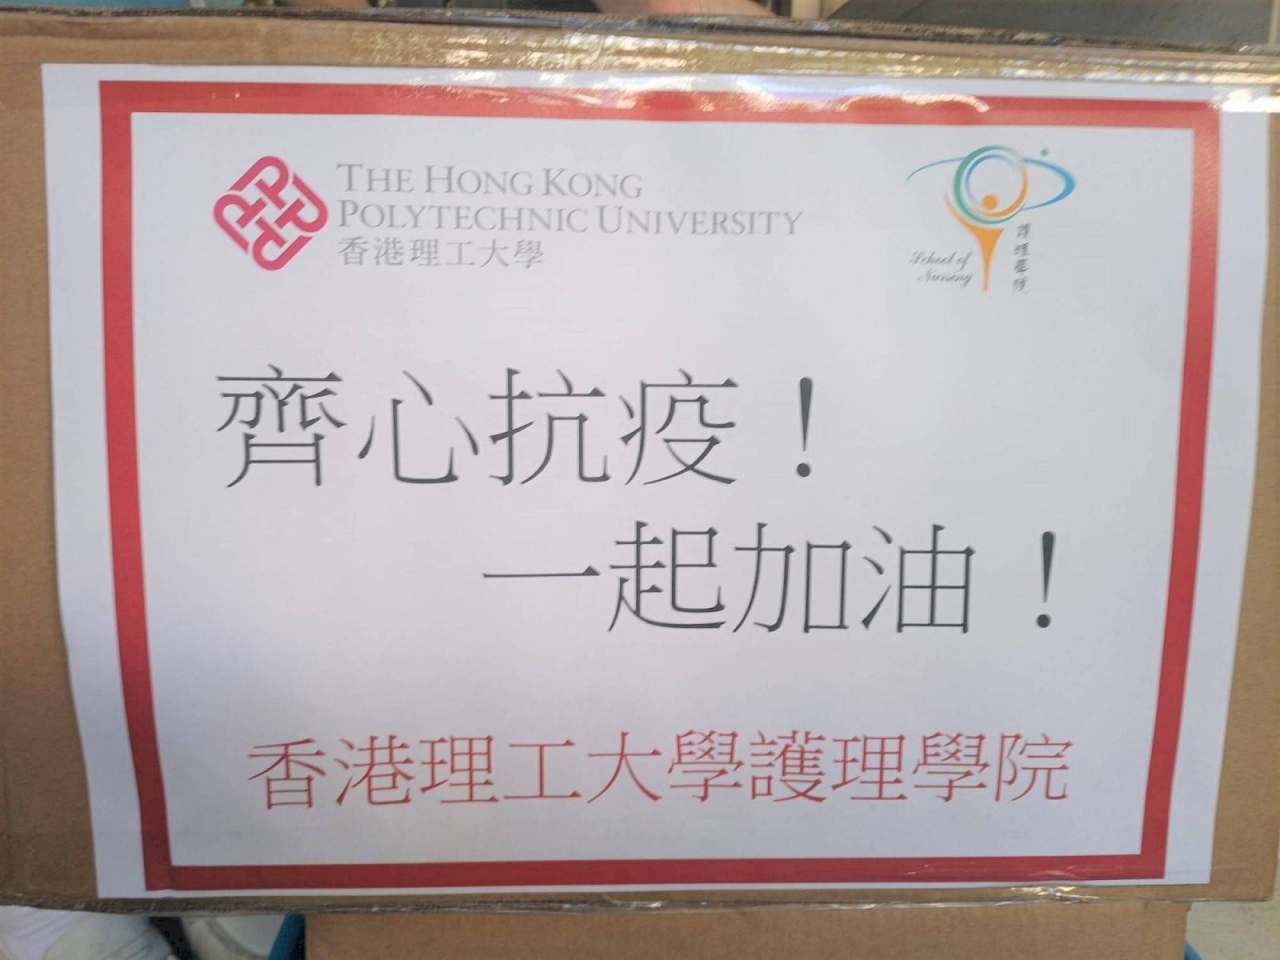 THE HONG KONG
POLYTECHNIC UNIVERSITY
香港理工大學
School of
Nursing
護理學院
齊心抗疫！
一起加油！
香港理工大學護理學院